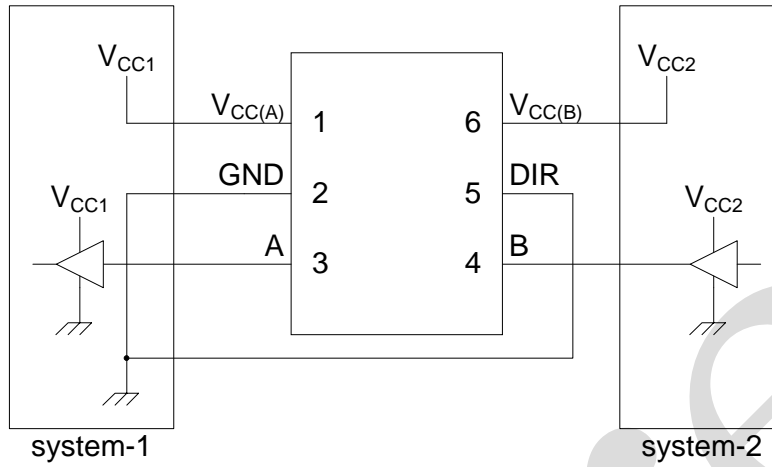 VCC1
VCC2
VCC(A) 1 6 VCC(B)
GND 2 5 DIR
VCC1
VCC2
A 3 4 B
system-1
system-2